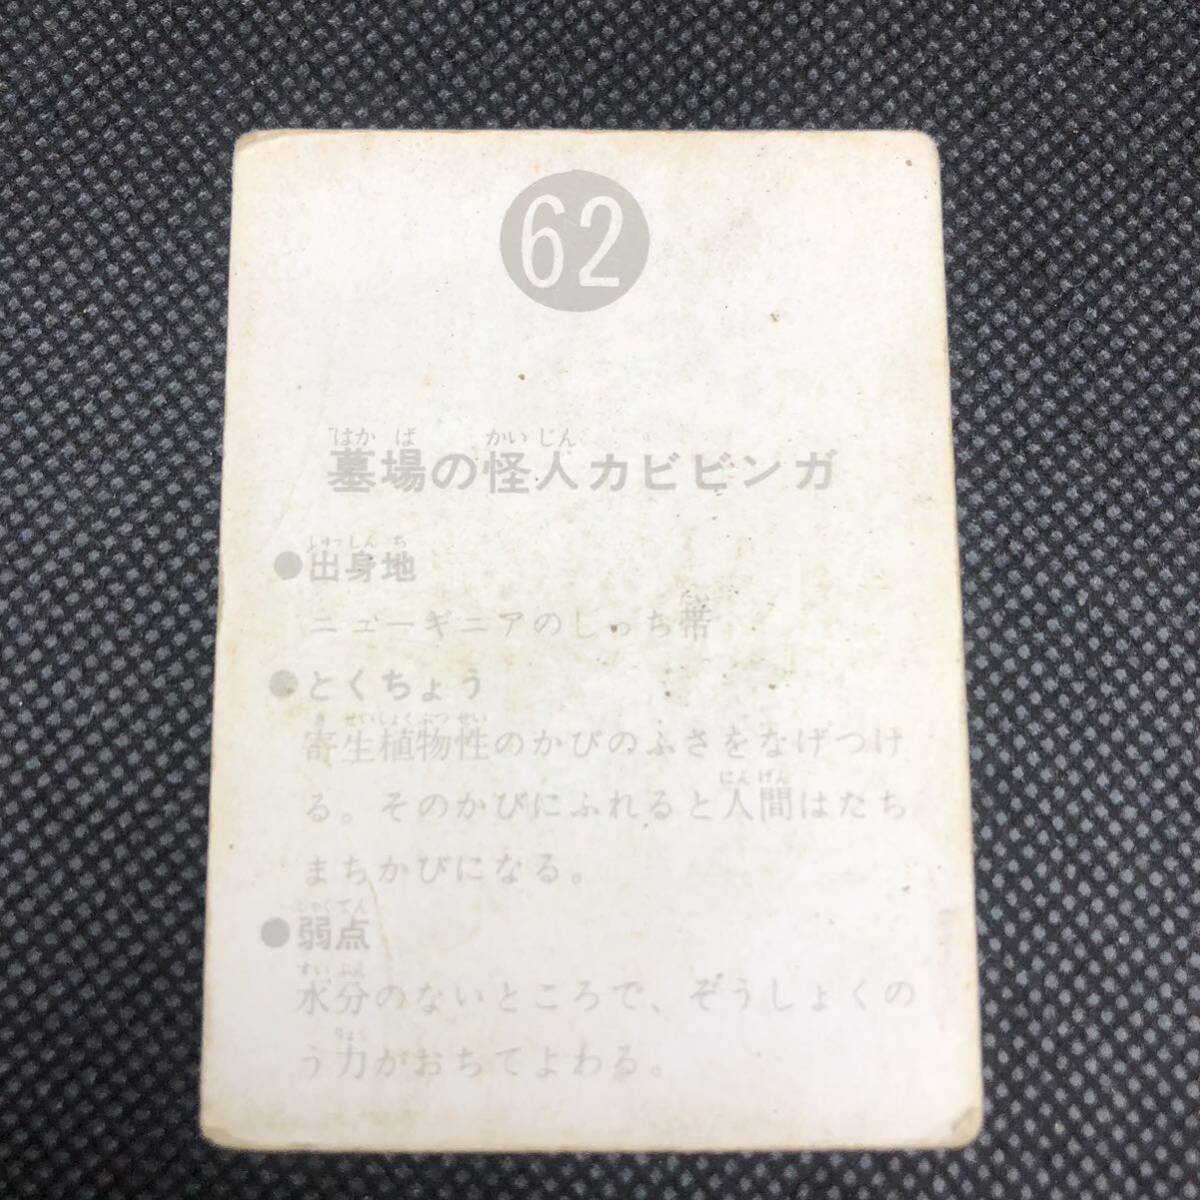 62
はか ば かい じん
墓場の怪人カビビンガ
しゅっしん ち
●出身地
たい
ニューギニアのしっち帯
●とくちょう
き せいしょくぶつ せい
寄生植物性のかびのふさをなげつけ
にん げん
る。そのかびにふれると人間はたち
まちかびになる。
じゃくてん
●弱点
すい ぶん
水分のないところで、ぞうしょくの
りょく
う力がおちてよわる。